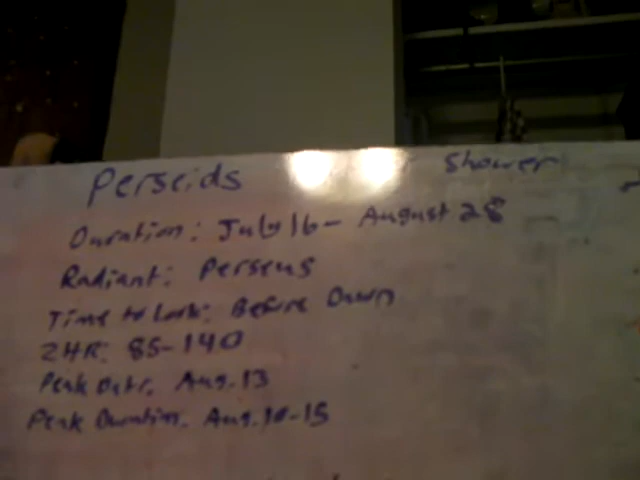 Perseids shower
Duration: July 16- August 28
Radiant: Perseus
Time to Look: Before Dawn
ZHR: 85-140
Peak Date: Aug. 13
Peak Duration: Aug. 10-15